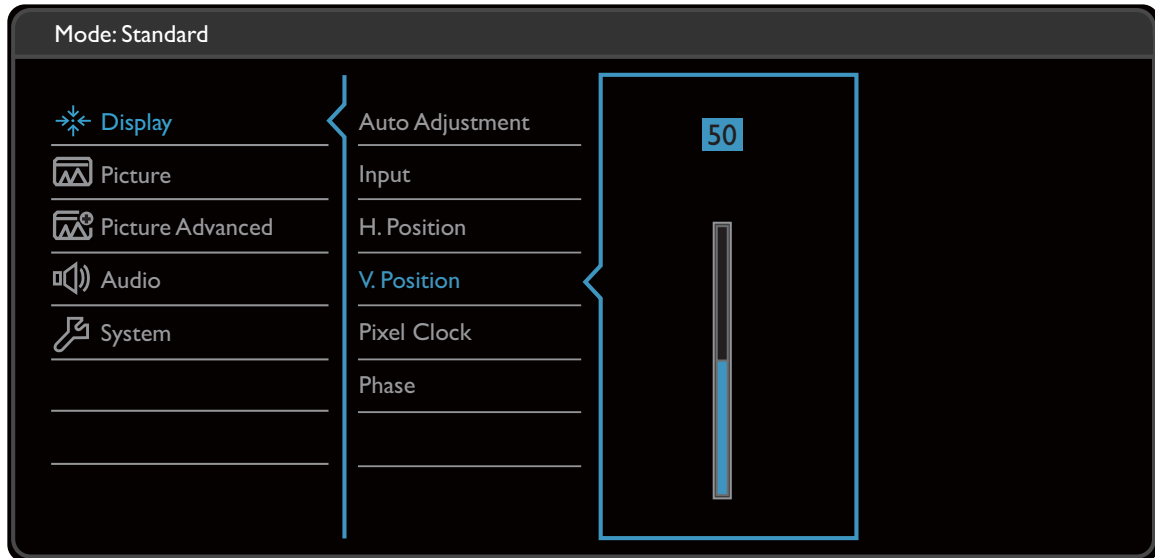 Mode: Standard
Display
Picture
Picture Advanced
Audio
System
Auto Adjustment
Input
H. Position
V. Position
Pixel Clock
Phase
50